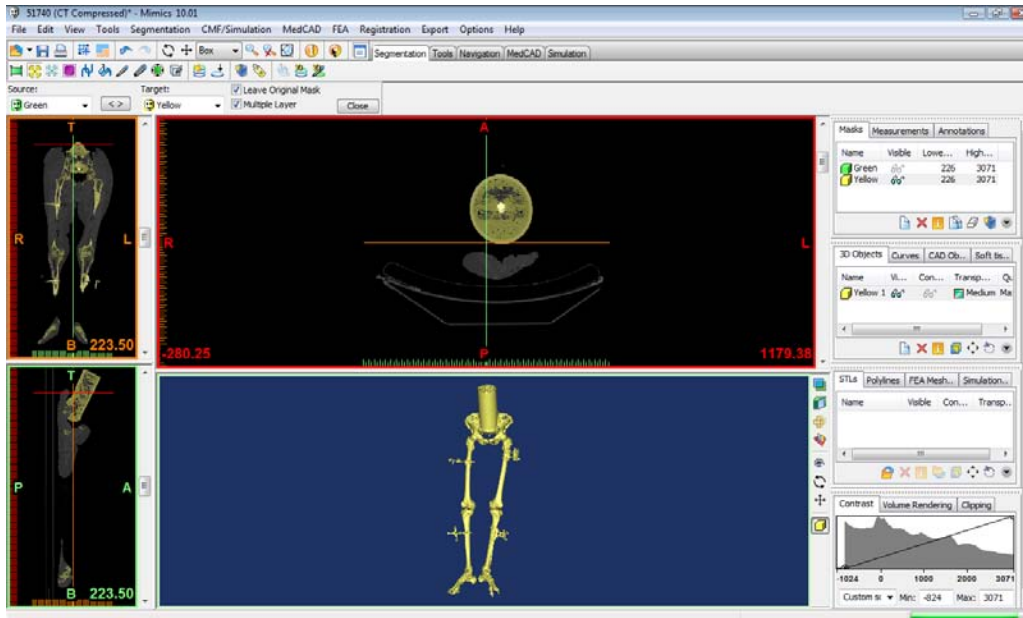 51740 (CT Compressed)* - Mimics 10.01
File Edit View Tools Segmentation CMF/Simulation MedCAD FEA Registration Export Options Help
Box Segmentation Tools Navigation MedCAD Simulation
Source: Target: Leave Original Mask
Green < > Yellow Multiple Layer Close
T
R L
B 223.50
A
R L
-280.25 P 1179.38
T
P A
B 223.50
Masks Measurements Annotations
Name Visible Lowe... High...
Green 226 3071
Yellow 226 3071
3D Objects Curves CAD Ob... Soft tis...
Name Vi... Con... Transp... Qu
Yellow 1 Medium Ma
STLs Polylines FEA Mesh... Simulation...
Name Visible Con... Transp...
Contrast Volume Rendering Clipping
-1024 0 1000 2000 3071
Custom sc Min: -824 Max: 3071